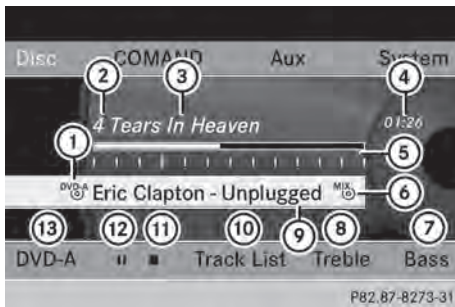 Disc COMAND Aux System
2 3 4
4 Tears In Heaven 01:26
1 5
DVD-A Eric Clapton - Unplugged MIX 6
13 12 11 10 9 8 7
DVD-A Track List Treble Bass
P82.87-8273-31